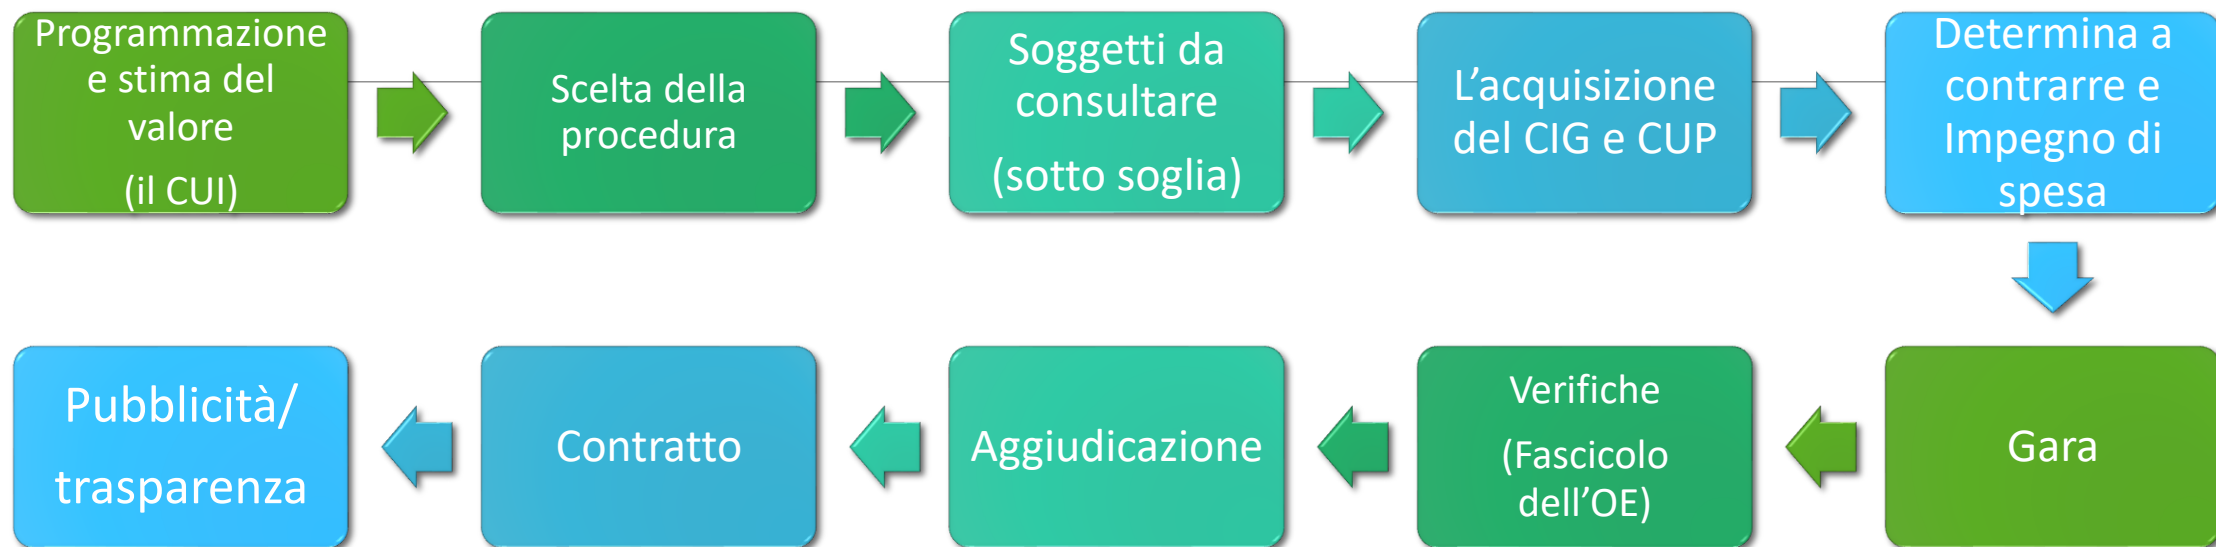 Programmazione
e stima del
valore
(il CUI)
Scelta della
procedura
Soggetti da
consultare
(sotto soglia)
L’acquisizione
del CIG e CUP
Determina a
contrarre e
Impegno di
spesa
Gara
Verifiche
(Fascicolo
dell’OE)
Aggiudicazione
Contratto
Pubblicità/
trasparenza